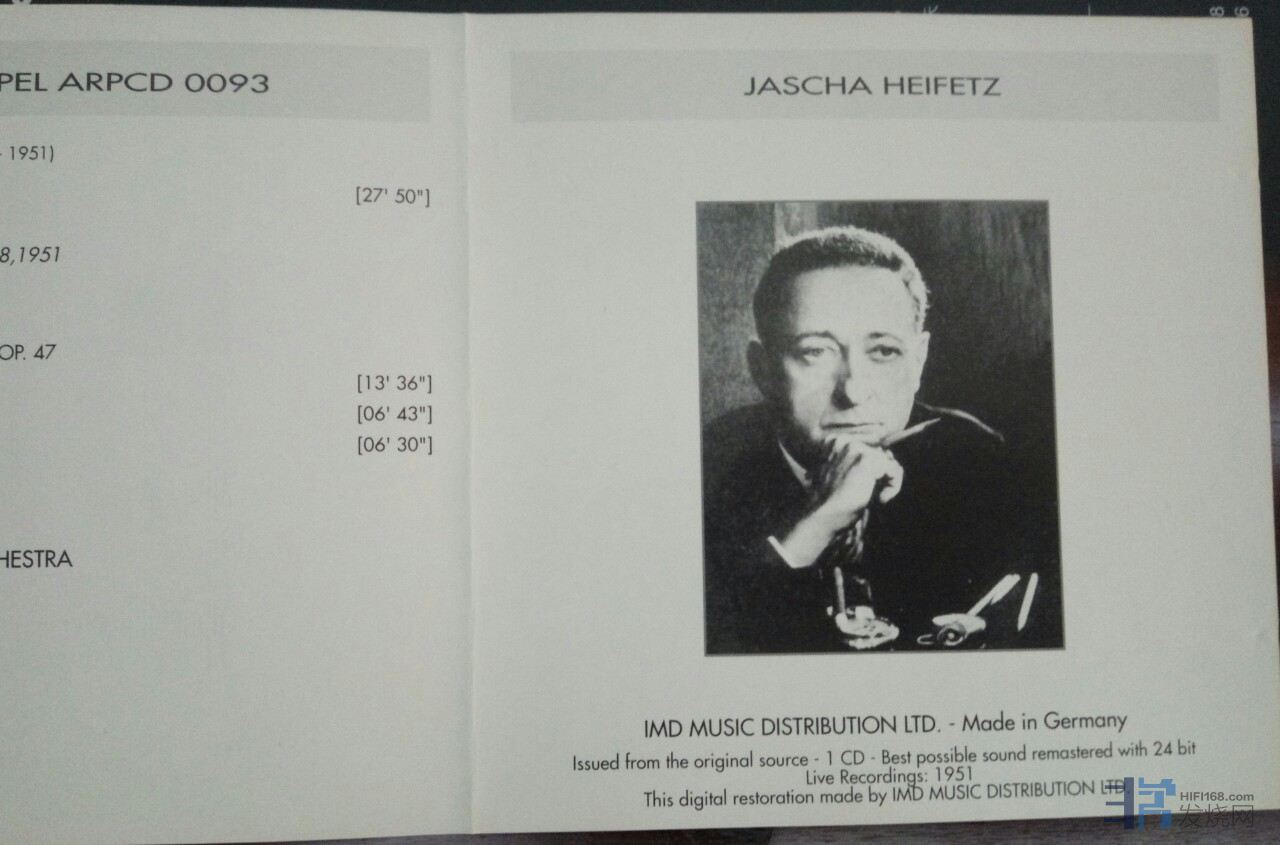 PEL ARPCD 0093
- 1951)
[27' 50"]
8,1951
OP. 47
[13' 36"]
[06' 43"]
[06' 30"]
HESTRA
JASCHA HEIFETZ
IMD MUSIC DISTRIBUTION LTD. - Made in Germany
Issued from the original source - 1 CD - Best possible sound remastered with 24 bit
Live Recordings: 1951
This digital restoration made by IMD MUSIC DISTRIBUTION LTD.
HIFI168.com
发烧网